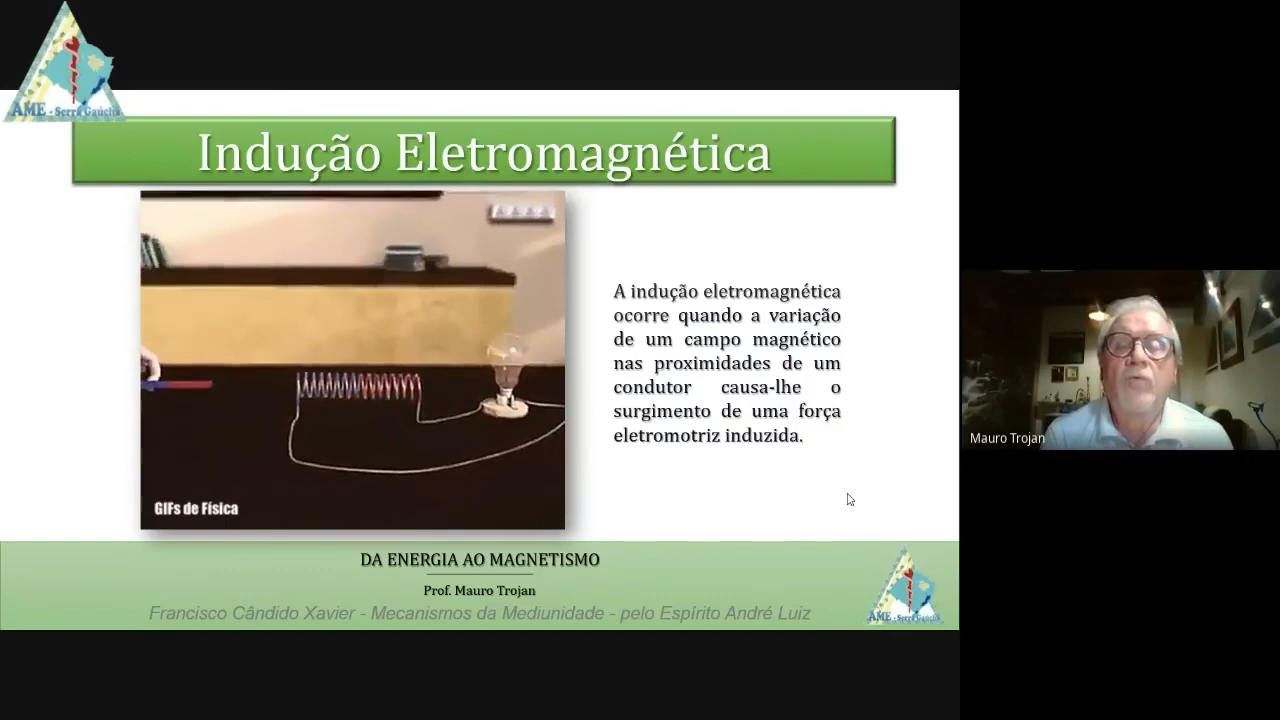 AME - Serra Gaúcha
Indução Eletromagnética
A indução eletromagnética
ocorre quando a variação
de um campo magnético
nas proximidades de um
condutor causa-lhe o
surgimento de uma força
eletromotriz induzida.
GIFs de Física
Mauro Trojan
DA ENERGIA AO MAGNETISMO
Prof. Mauro Trojan
Francisco Cândido Xavier - Mecanismos da Mediunidade - pelo Espírito André Luiz
AME - Serra Gaúcha